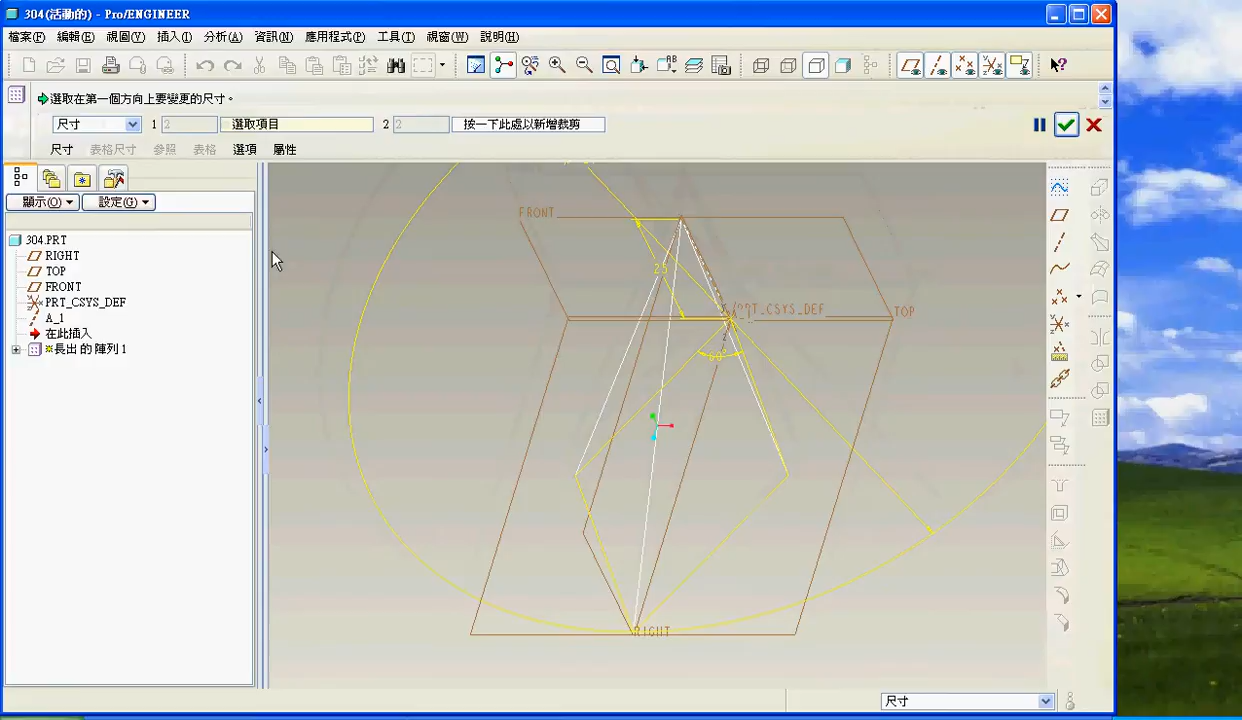 304(活動的) - Pro/ENGINEER
檔案(F) 編輯(E) 視圖(V) 插入(I) 分析(A) 資訊(N) 應用程式(P) 工具(T) 視窗(W) 說明(H)
選取在第一個方向上要變更的尺寸。
尺寸 1 2 選取項目 2 2 按一下此處以新增裁剪
尺寸 表格尺寸 參照 表格 選項 屬性
顯示(O) 設定(G)
304.PRT
RIGHT
TOP
FRONT
PRT_CSYS_DEF
A_1
在此插入
長出 的 陣列 1
FRONT
25
PRT_CSYS_DEF
TOP
60°
RIGHT
尺寸